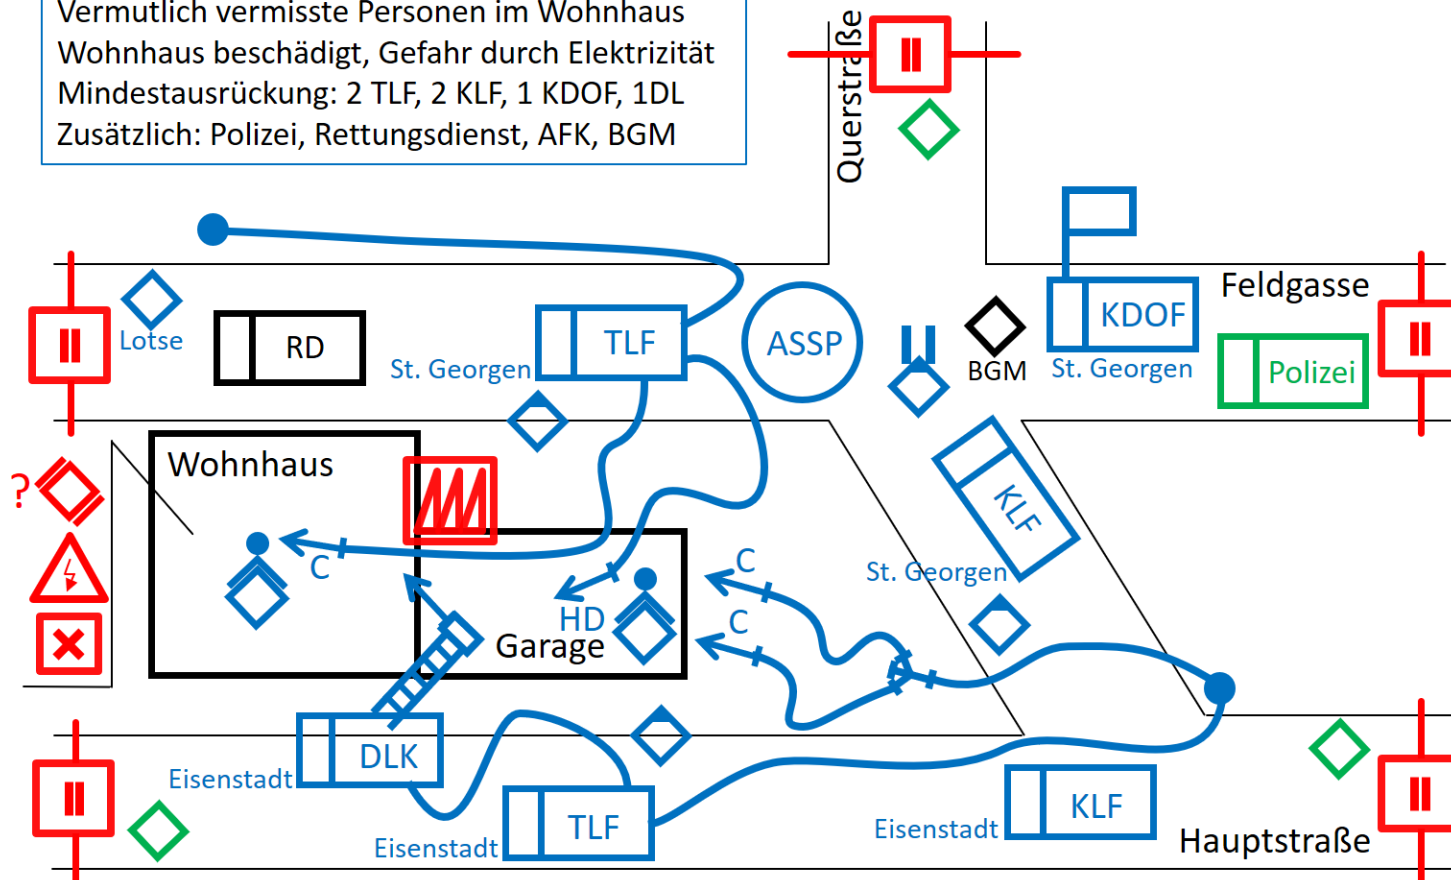 Vermutlich vermisste Personen im Wohnhaus
Wohnhaus beschädigt, Gefahr durch Elektrizität
Mindestausrückung: 2 TLF, 2 KLF, 1 KDOF, 1DL
Zusätzlich: Polizei, Rettungsdienst, AFK, BGM
Querstraße
Lotse
RD
St. Georgen
TLF
ASSP
BGM
KDOF
St. Georgen
Feldgasse
Polizei
Wohnhaus
?
C
HD
Garage
C
C
KLF
St. Georgen
DLK
Eisenstadt
TLF
Eisenstadt
KLF
Eisenstadt
Hauptstraße